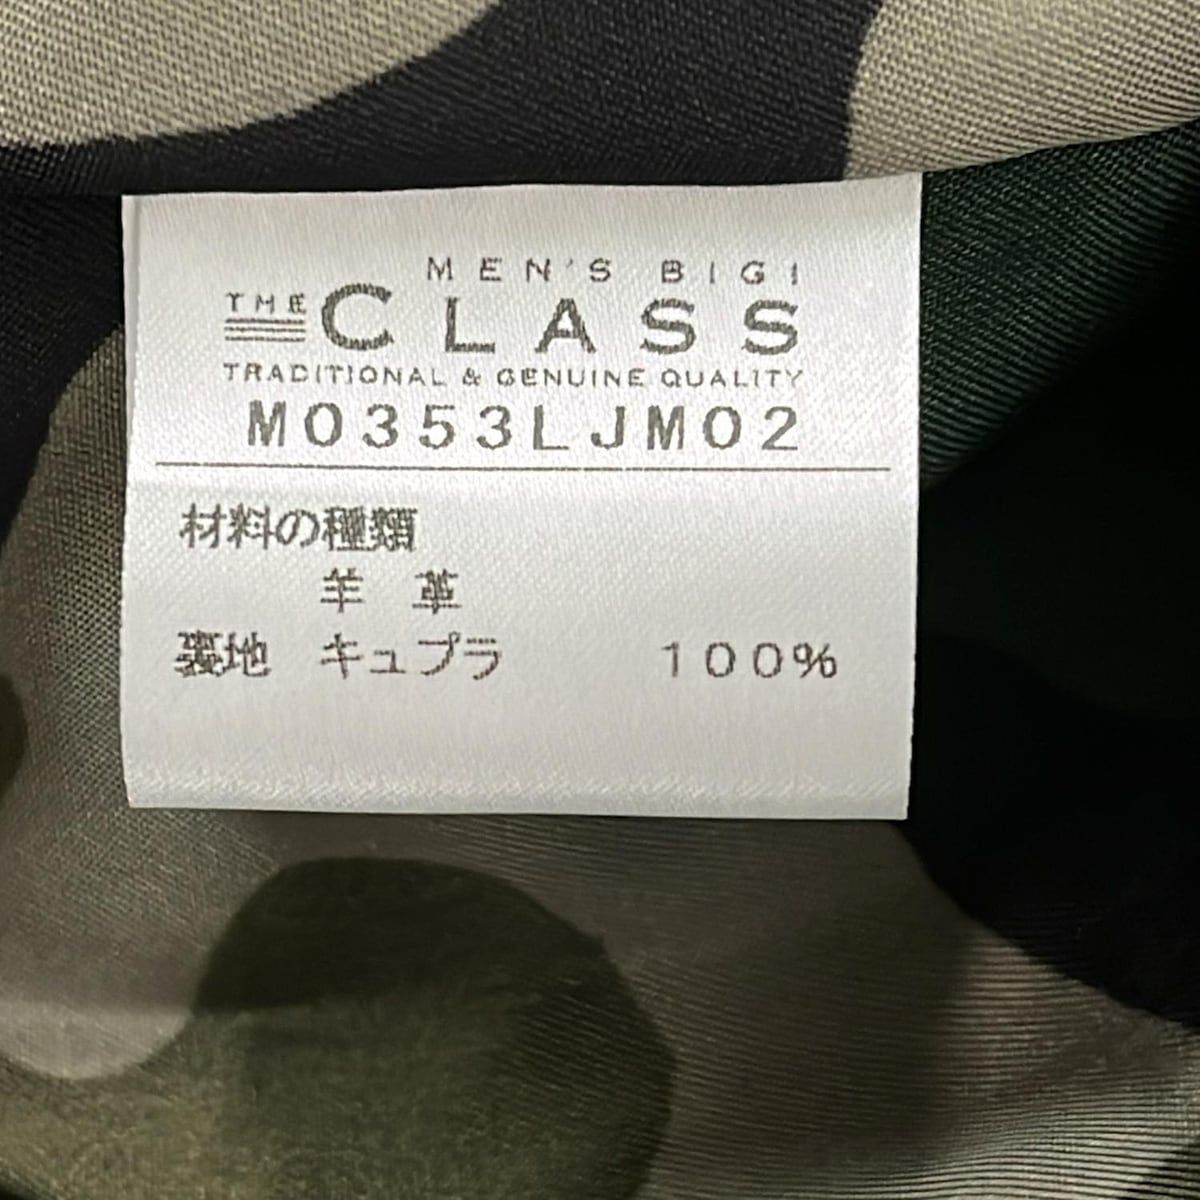 MEN'S BIGI
THE CLASS
TRADITIONAL & GENUINE QUALITY
M0353LJM02
材料の種類
羊 革
裏地 キュプラ 100%